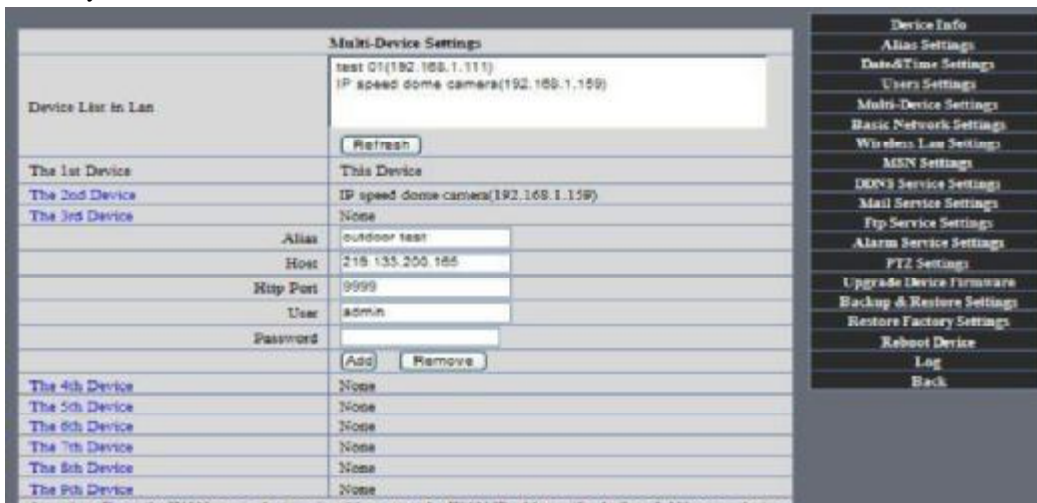 Multi-Device Settings
Device List in Lan
test 01(192.168.1.111)
IP speed dome camera(192.168.1.159)
Refresh
The 1st Device This Device
The 2nd Device IP speed dome camera(192.168.1.159)
The 3rd Device None
Alias outdoor test
Host 218.133.200.165
Http Port 9999
User admin
Password
Add Remove
The 4th Device None
The 5th Device None
The 6th Device None
The 7th Device None
The 8th Device None
The 9th Device None
Device Info
Alias Settings
Date&Time Settings
Users Settings
Multi-Device Settings
Basic Network Settings
Wireless Lan Settings
MSN Settings
DDNS Service Settings
Mail Service Settings
Ftp Service Settings
Alarm Service Settings
PTZ Settings
Upgrade Device Firmware
Backup & Restore Settings
Restore Factory Settings
Reboot Device
Log
Back